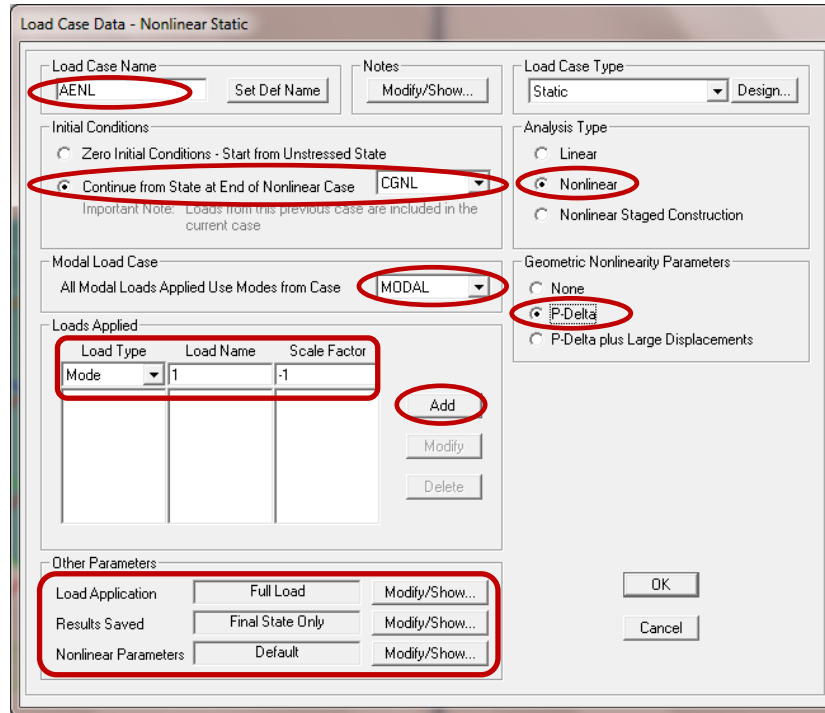 Load Case Data - Nonlinear Static
Load Case Name
AENL
Set Def Name
Notes
Modify/Show...
Load Case Type
Static
Design...
Initial Conditions
Zero Initial Conditions - Start from Unstressed State
Continue from State at End of Nonlinear Case
CGNL
Important Note: Loads from this previous case are included in the
current case
Analysis Type
Linear
Nonlinear
Nonlinear Staged Construction
Modal Load Case
All Modal Loads Applied Use Modes from Case
MODAL
Geometric Nonlinearity Parameters
None
P-Delta
P-Delta plus Large Displacements
Loads Applied
Load Type Load Name Scale Factor
Mode 1 -1
Add
Modify
Delete
Other Parameters
Load Application Full Load Modify/Show...
Results Saved Final State Only Modify/Show...
Nonlinear Parameters Default Modify/Show...
OK
Cancel